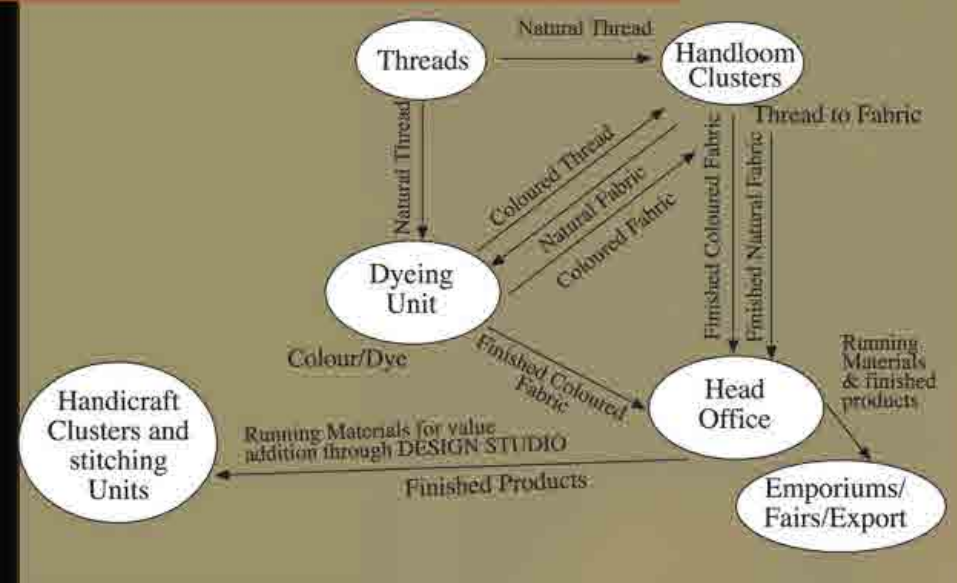 Natural Thread
Threads
Handloom
Clusters
Thread to Fabric
Natural Thread
Coloured Thread
Natural Fabric
Coloured Fabric
Finished Coloured Fabric
Finished Natural Fabric
Dyeing
Unit
Colour/Dye
Finished Coloured
Fabric
Head
Office
Running
Materials
& finished
products
Handicraft
Clusters and
stitching
Units
Running Materials for value
addition through DESIGN STUDIO
Finished Products
Emporiums/
Fairs/Export